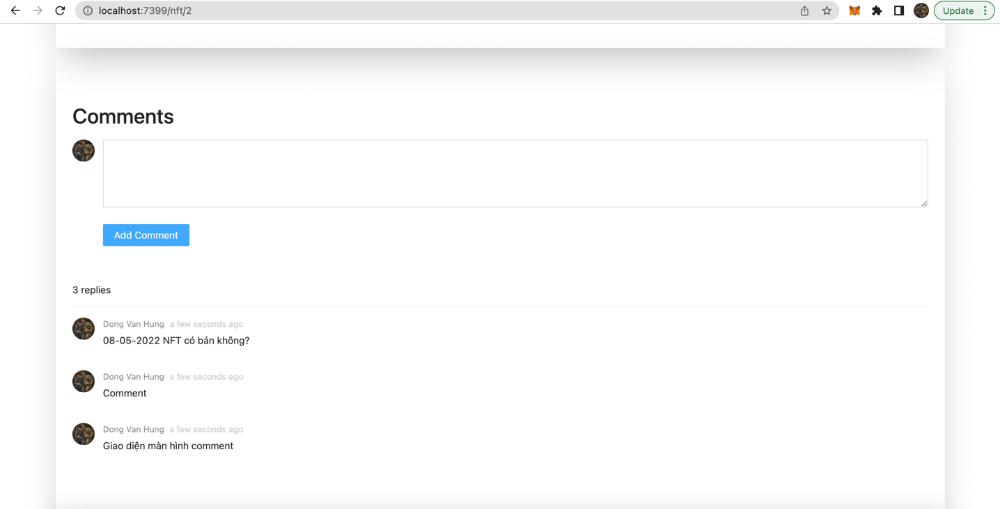 localhost:7399/nft/2
Update
Comments
Add Comment
3 replies
Dong Van Hung a few seconds ago
08-05-2022 NFT có bán không?
Dong Van Hung a few seconds ago
Comment
Dong Van Hung a few seconds ago
Giao diện màn hình comment